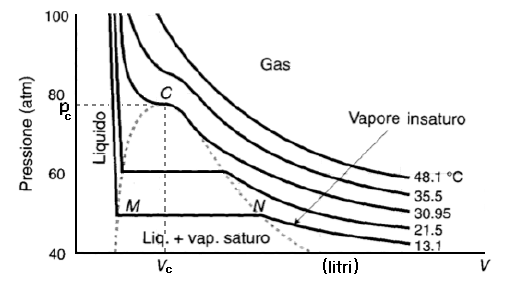 100
80
p c
60
40
Pressione (atm)
Liquido
C
Gas
Vapore insaturo
M
N
Liq. + vap. saturo
48.1 °C
35.5
30.95
21.5
13.1
Vc
(litri)
V